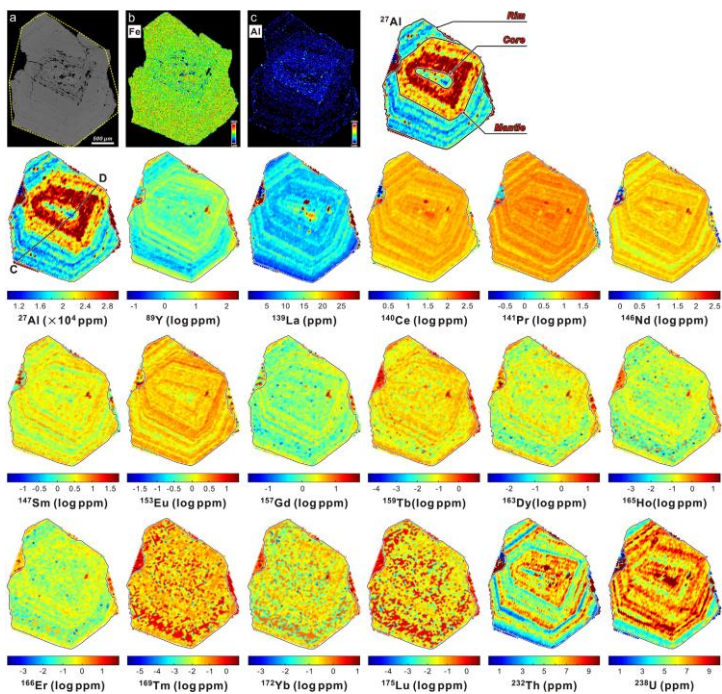 a
b
c
Fe
Al
500 μm
²⁷Al
Rim
Core
Mantle
D
C
1.2 1.6 2 2.4 2.8
-1 0 1 2
5 10 15 20 25
0.5 1 1.5 2 2.5
0 0.5 1 1.5
0.5 1 1.5 2 2.5
²⁷Al (×10⁴ ppm)
⁸⁹Y (log ppm)
¹³⁹La (ppm)
¹⁴⁰Ce (log ppm)
¹⁴¹Pr (log ppm)
¹⁴⁶Nd (log ppm)
-1 -0.5 0 0.5 1 1.5
-1.5 -1 -0.5 0 0.5 1
-1 0 1
-4 -3 -2 -1 0
-2 -1 0 1
-3 -2 -1 0
¹⁴⁷Sm (log ppm)
¹⁵³Eu (log ppm)
¹⁵⁷Gd (log ppm)
¹⁵⁹Tb (log ppm)
¹⁶³Dy(log ppm)
¹⁶⁵Ho(log ppm)
-3 -2 -1 0 1
-5 -4 -3 -2 -1 0
-3 -2 -1 0 1
-5 -4 -3 -2 -1 0
1 3 5 7 9
1 3 5 7 9
¹⁶⁶Er (log ppm)
¹⁶⁹Tm (log ppm)
¹⁷²Yb (log ppm)
¹⁷⁵Lu (log ppm)
²³²Th (ppm)
²³⁸U (ppm)